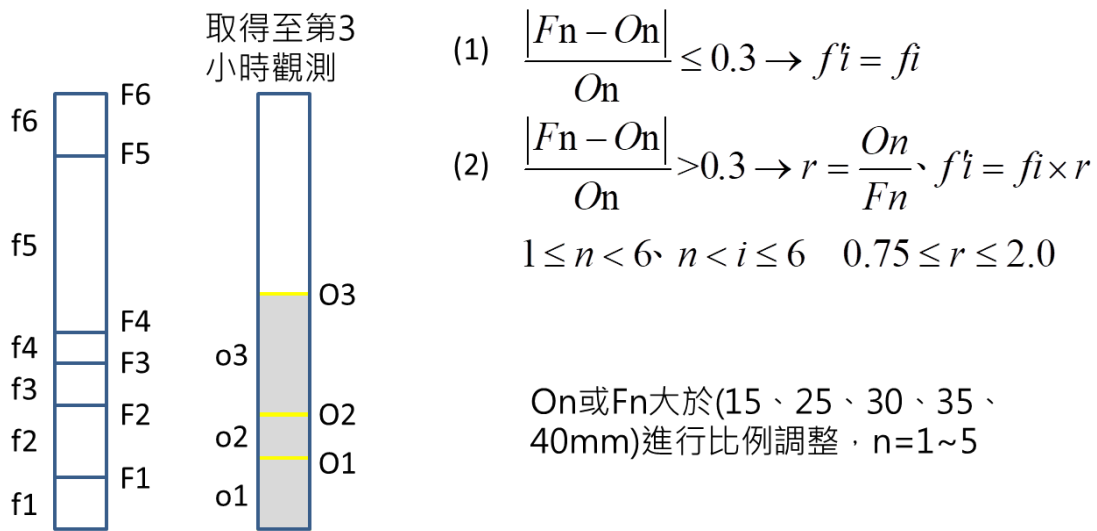 取得至第3
小時觀測
F6
f6
F5
f5
F4
f4
F3
f3
F2
f2
F1
f1
O3
o3
O2
o2
O1
o1
(1) |Fn − On| / On ≤ 0.3 → f'i = fi
(2) |Fn − On| / On >0.3 → r = On / Fn、f'i = fi × r
1 ≤ n < 6、n < i ≤ 6 0.75 ≤ r ≤ 2.0
On或Fn大於(15、25、30、35、
40mm)進行比例調整，n=1~5